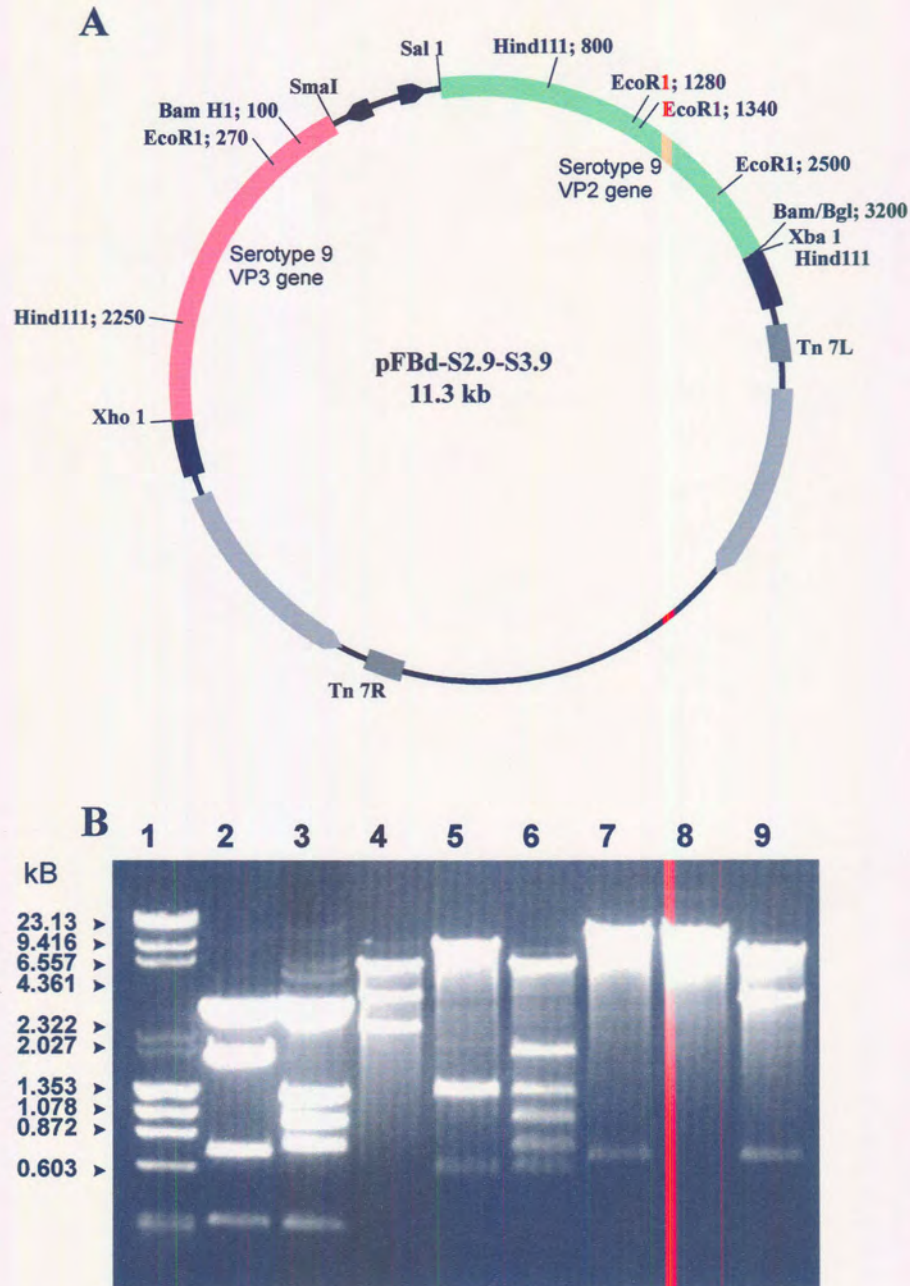 A
Sal 1
Hind111; 800
SmaI
EcoR1; 1280
Bam H1; 100
EcoR1; 1340
EcoR1; 270
Serotype 9
VP2 gene
EcoR1; 2500
Bam/Bgl; 3200
Xba 1
Hind111
Serotype 9
VP3 gene
Hind111; 2250
Tn 7L
pFBd-S2.9-S3.9
11.3 kb
Xho 1
Tn 7R
B
1 2 3 4 5 6 7 8 9
kB
23.13
9.416
6.557
4.361
2.322
2.027
1.353
1.078
0.872
0.603